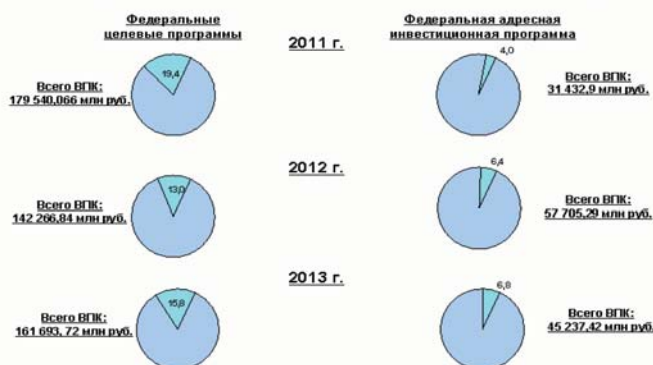 Федеральные
целевые программы
Федеральная адресная
инвестиционная программа
2011 г.
Всего ВПК:
179 540,066 млн руб.
19,4
4,0
Всего ВПК:
31 432,9 млн руб.
2012 г.
Всего ВПК:
142 266,84 млн руб.
13,0
6,4
Всего ВПК:
57 705,29 млн руб.
2013 г.
Всего ВПК:
161 693, 72 млн руб.
15,8
6,8
Всего ВПК:
45 237,42 млн руб.